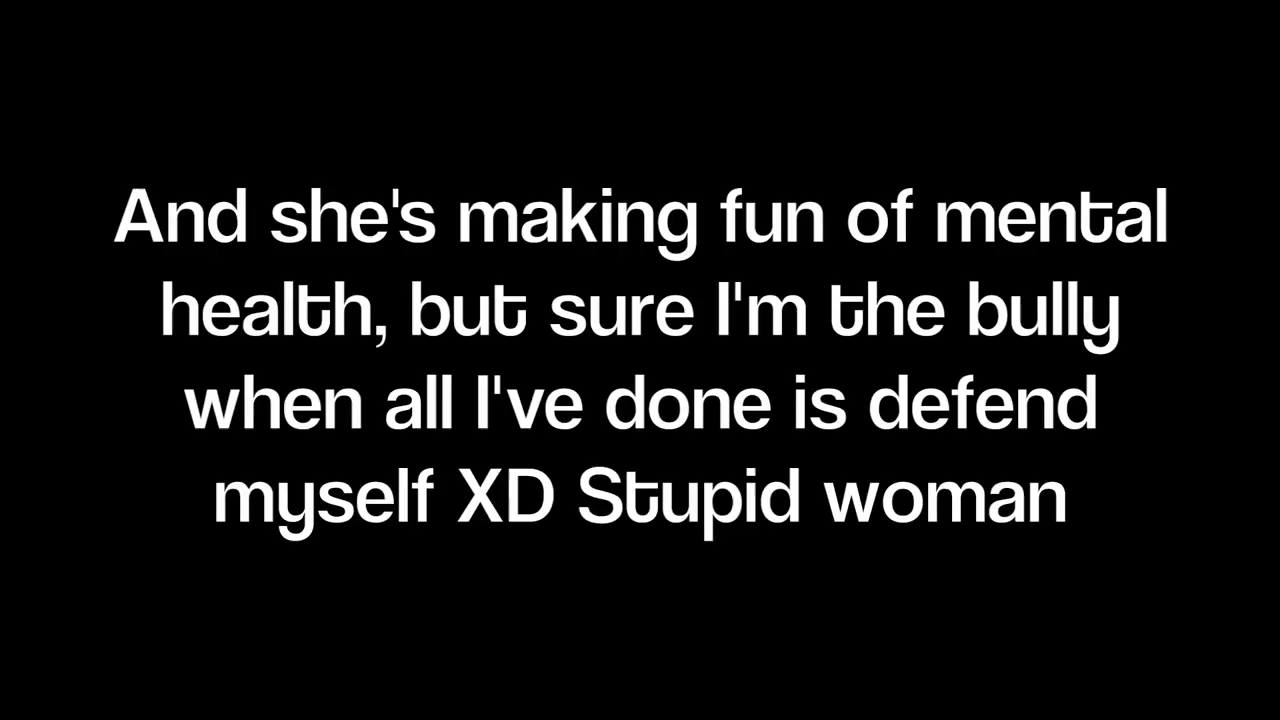 And she's making fun of mental
health, but sure I'm the bully
when all I've done is defend
myself XD Stupid woman